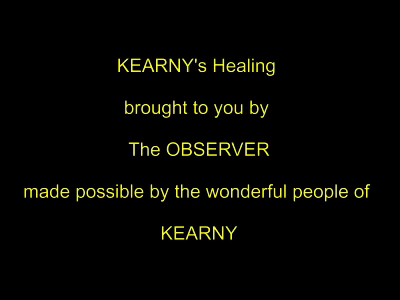 KEARNY's Healing
brought to you by
The OBSERVER
made possible by the wonderful people of
KEARNY